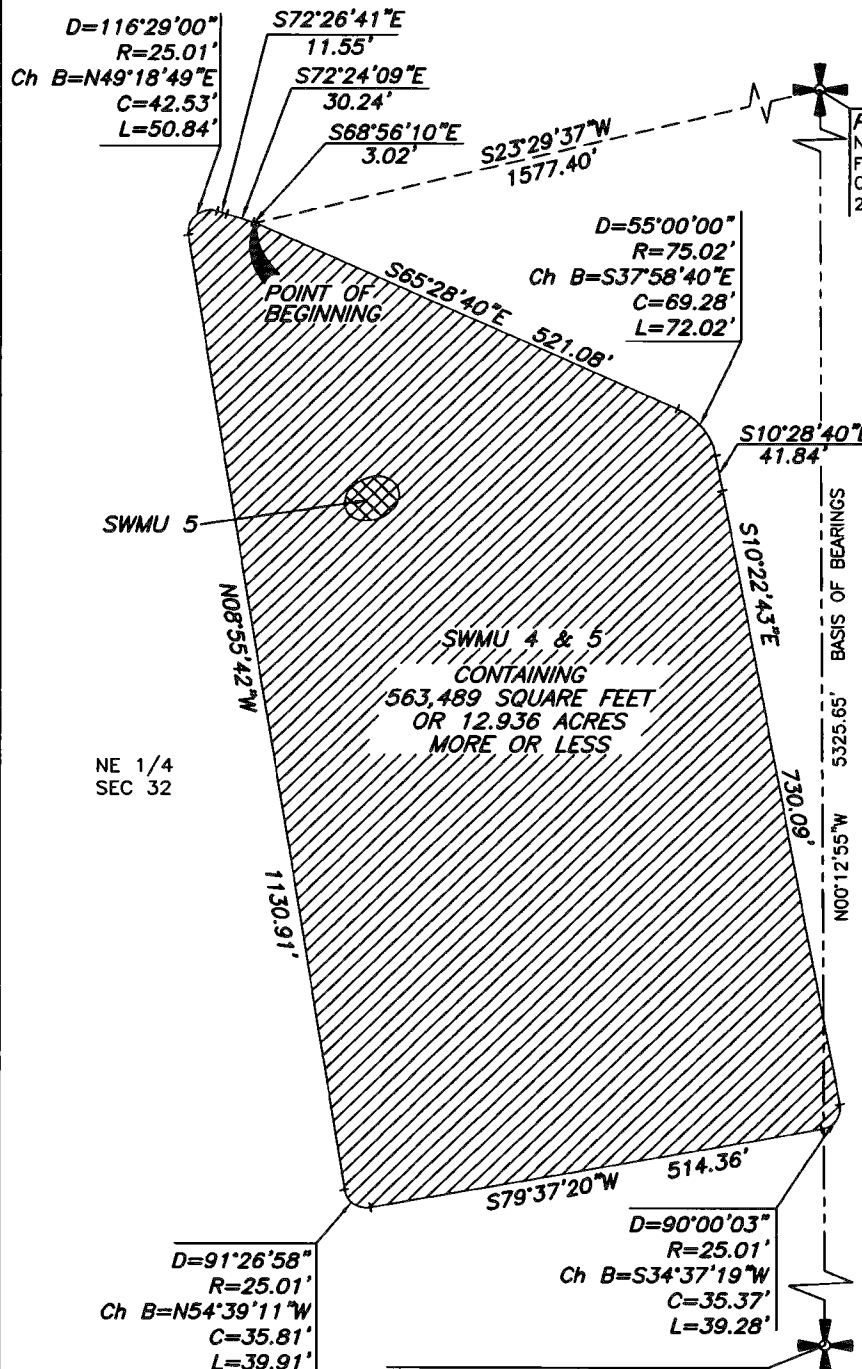 D=116°29'00"
R=25.01'
Ch B=N49°18'49"E
C=42.53'
L=50.84'
S72°26'41"E
11.55'
S72°24'09"E
30.24'
S68°56'10"E
3.02'
S23°29'37"W
1577.40'
POINT OF
BEGINNING
S65°28'40"E
521.08'
D=55°00'00"
R=75.02'
Ch B=S37°58'40"E
C=69.28'
L=72.02'
S10°28'40"E
41.84'
SWMU 5
S10°22'43"E
730.09'
N08°55'42"W
1130.91'
SWMU 4 & 5
CONTAINING
563,489 SQUARE FEET
OR 12.936 ACRES
MORE OR LESS
NE 1/4
SEC 32
N00°12'55"W 5325.65' BASIS OF BEARINGS
S79°37'20"W 514.36'
D=91°26'58"
R=25.01'
Ch B=N54°39'11"W
C=35.81'
L=39.91'
D=90°00'03"
R=25.01'
Ch B=S34°37'19"W
C=35.37'
L=39.28'